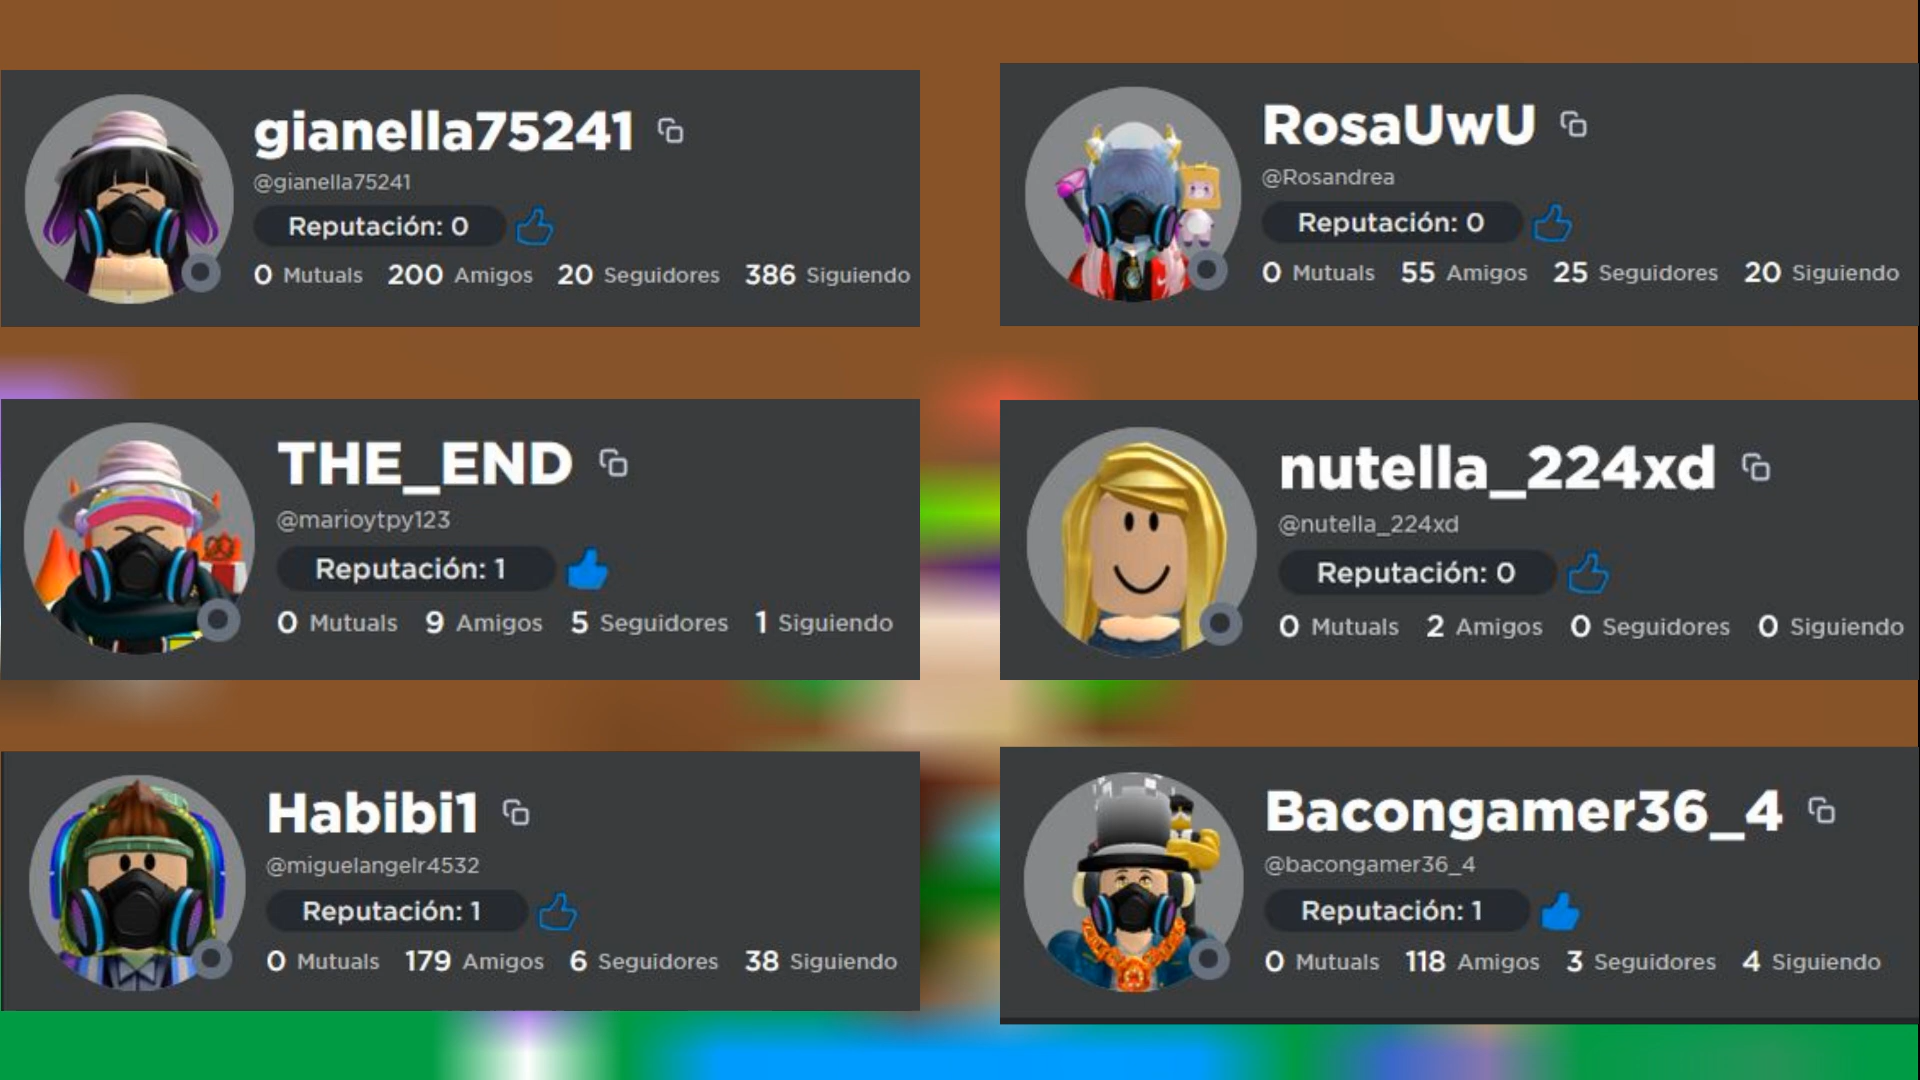 gianella75241
@gianella75241
Reputación: 0
0 Mutuals 200 Amigos 20 Seguidores 386 Siguiendo
RosaUwU
@Rosandrea
Reputación: 0
0 Mutuals 55 Amigos 25 Seguidores 20 Siguiendo
THE_END
@marioytpy123
Reputación: 1
0 Mutuals 9 Amigos 5 Seguidores 1 Siguiendo
nutella_224xd
@nutella_224xd
Reputación: 0
0 Mutuals 2 Amigos 0 Seguidores 0 Siguiendo
Habibi1
@miguelangelr4532
Reputación: 1
0 Mutuals 179 Amigos 6 Seguidores 38 Siguiendo
Bacongamer36_4
@bacongamer36_4
Reputación: 1
0 Mutuals 118 Amigos 3 Seguidores 4 Siguiendo